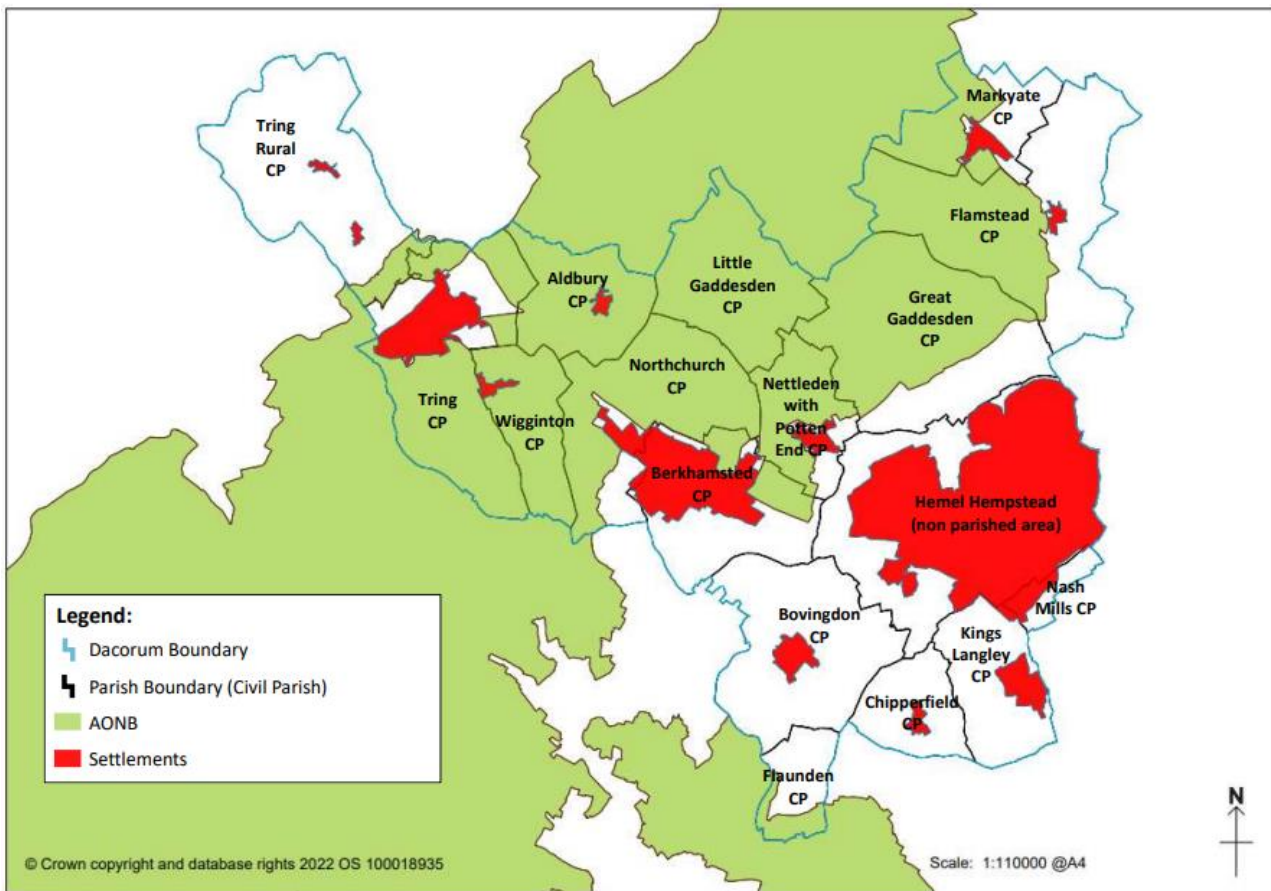 Markyate
CP
Tring
Rural
CP
Flamstead
CP
Aldbury
CP
Little
Gaddesden
CP
Great
Gaddesden
CP
Northchurch
CP
Nettleden
with
Potten
End CP
Tring
CP
Wigginton
CP
Berkhamsted
CP
Hemel Hempstead
(non parished area)
Nash
Mills CP
Bovingdon
CP
Kings
Langley
CP
Chipperfield
CP
Flaunden
CP
Legend:
Dacorum Boundary
Parish Boundary (Civil Parish)
AONB
Settlements
N
© Crown copyright and database rights 2022 OS 100018935
Scale: 1:110000 @A4